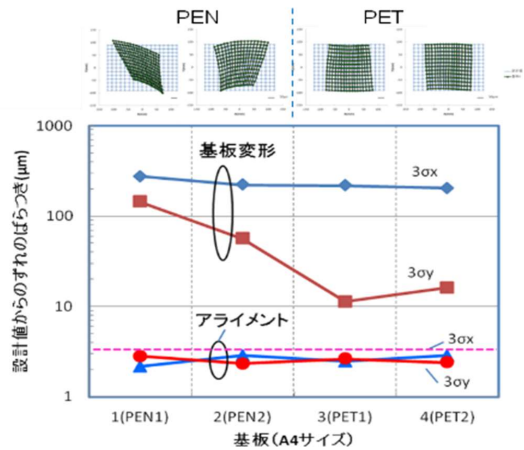 PEN
PET
1000
100
10
1
設計値からのずれのばらつき(μm)
基板変形
3σx
3σy
アライメント
3σx
3σy
1(PEN1)
2(PEN2)
3(PET1)
4(PET2)
基板(A4サイズ)